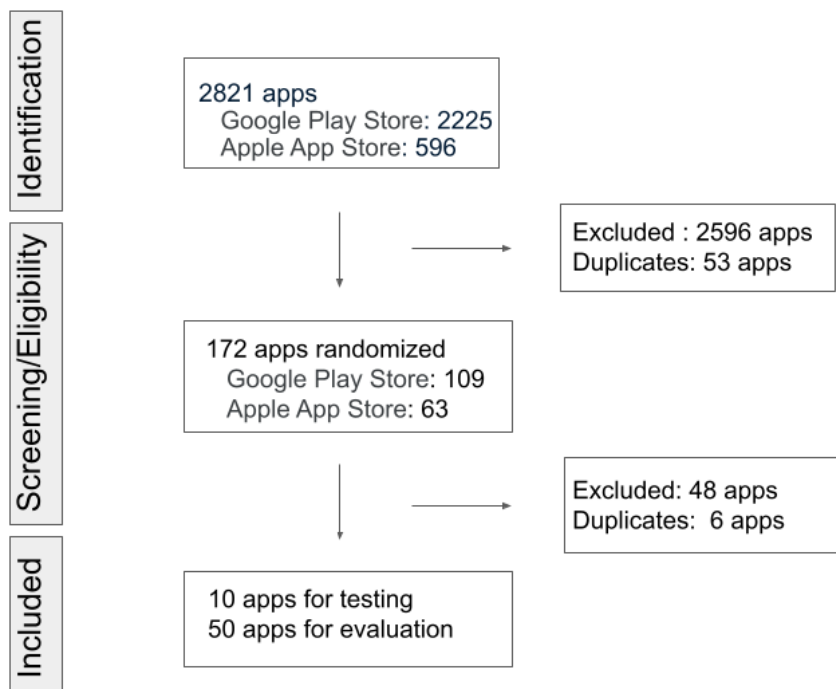 Identification
2821 apps
Google Play Store: 2225
Apple App Store: 596
Excluded : 2596 apps
Duplicates: 53 apps
Screening/Eligibility
172 apps randomized
Google Play Store: 109
Apple App Store: 63
Excluded: 48 apps
Duplicates: 6 apps
Included
10 apps for testing
50 apps for evaluation